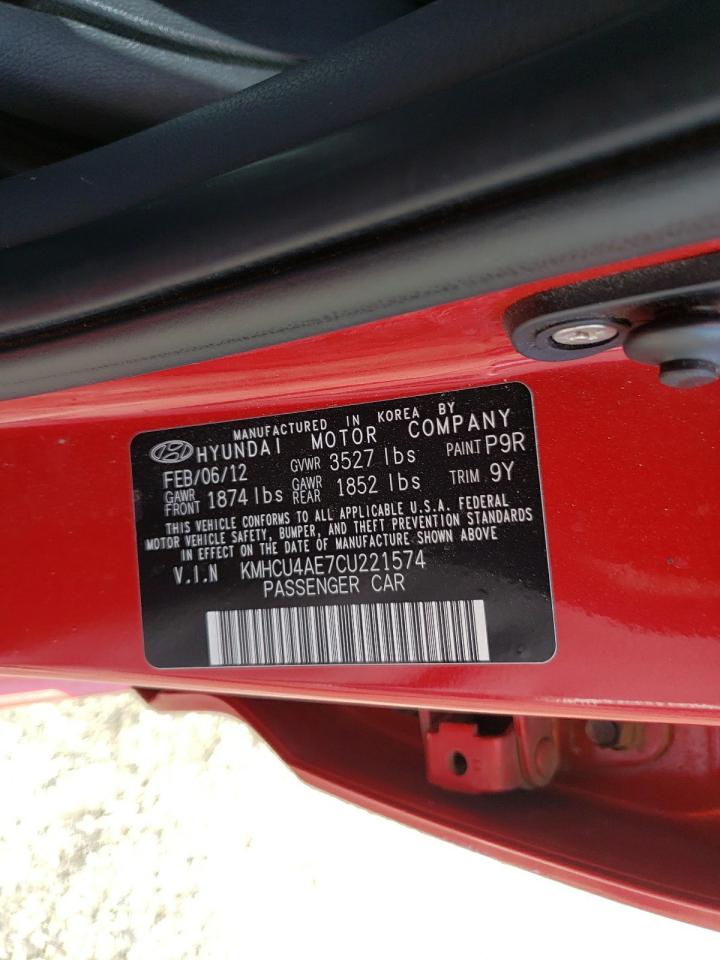 MANUFACTURED IN KOREA BY
HYUNDAI MOTOR COMPANY
FEB/06/12 GVWR 3527 lbs PAINT P9R
GAWR FRONT 1874 lbs GAWR REAR 1852 lbs TRIM 9Y
THIS VEHICLE CONFORMS TO ALL APPLICABLE U.S.A. FEDERAL
MOTOR VEHICLE SAFETY, BUMPER, AND THEFT PREVENTION STANDARDS
IN EFFECT ON THE DATE OF MANUFACTURE SHOWN ABOVE
V.I.N KMHCU4AE7CU221574
PASSENGER CAR